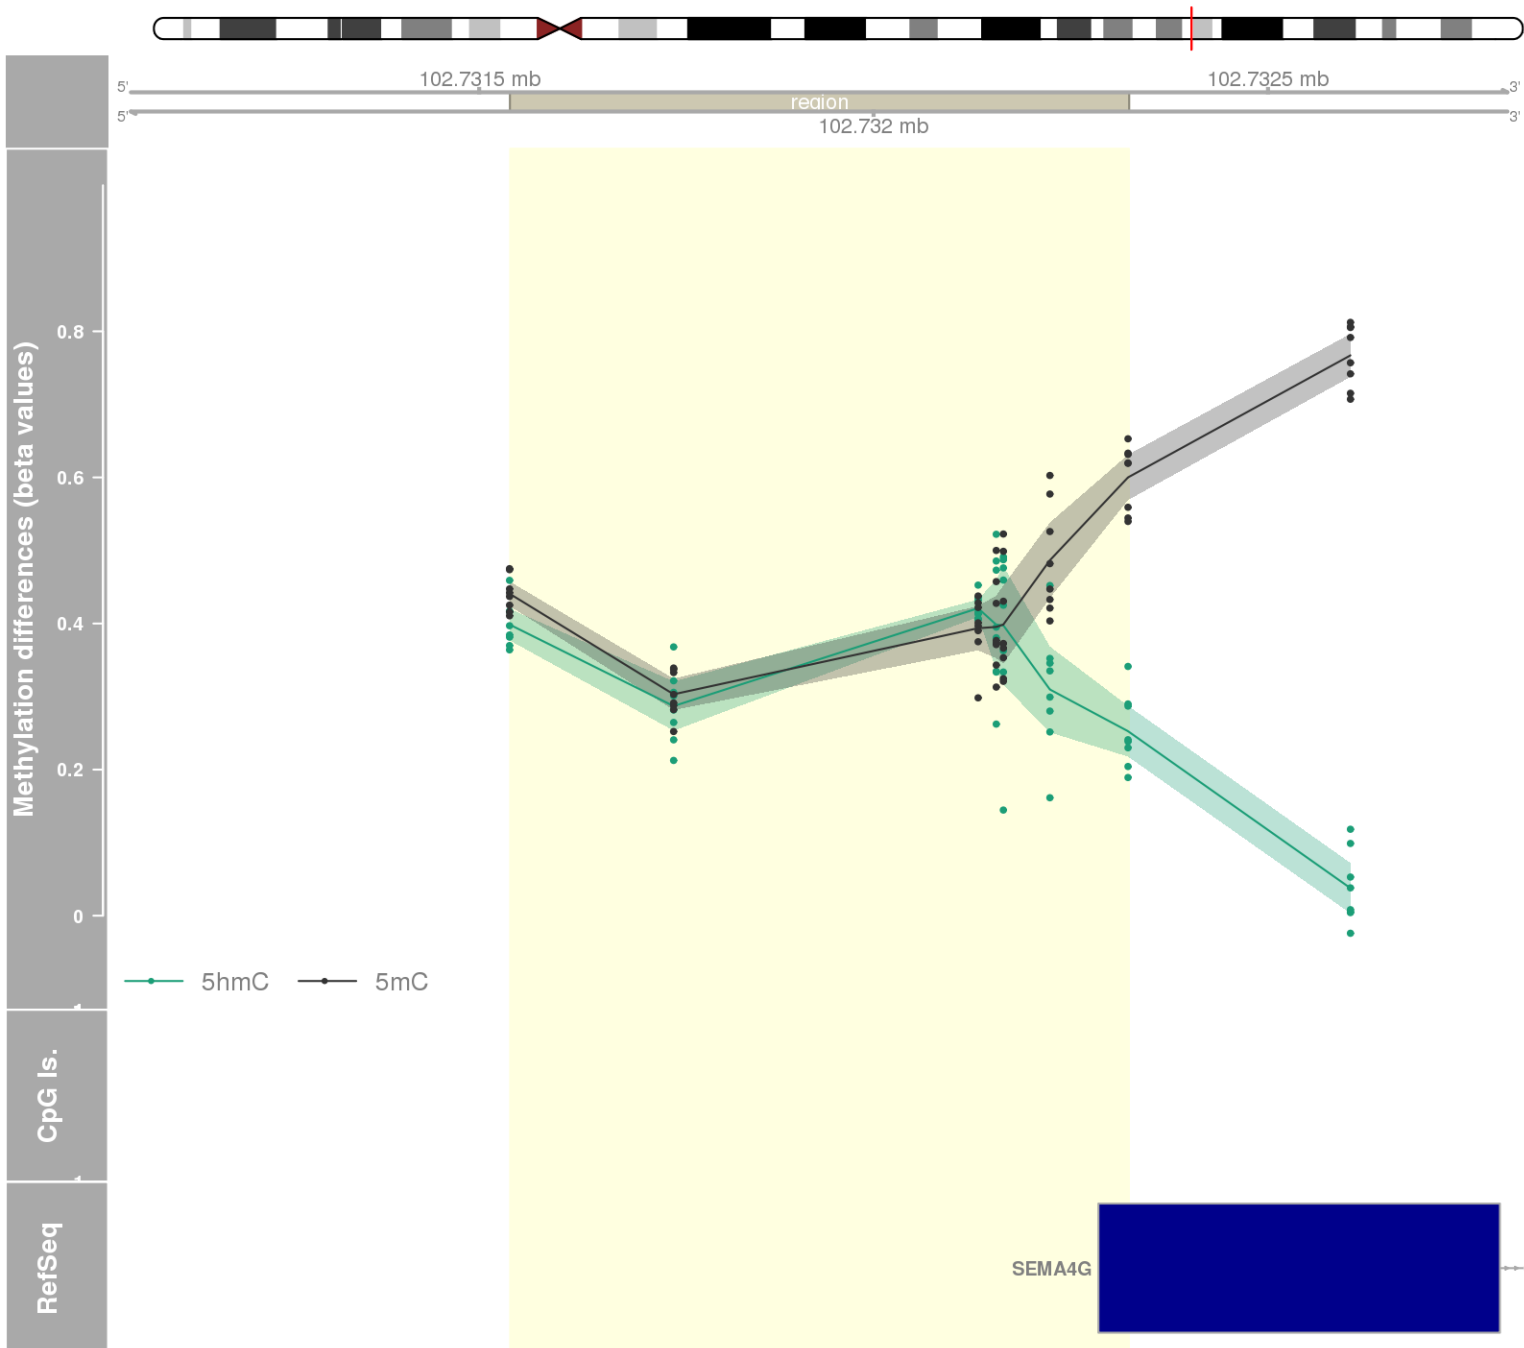 102.7315 mb
102.7325 mb
5'
3'
region
5'
3'
102.732 mb
Methylation differences (beta values)
0.8
0.6
0.4
0.2
0
5hmC
5mC
CpG Is.
RefSeq
SEMA4G